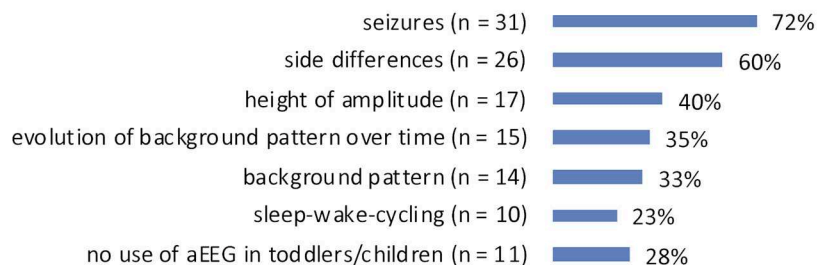 seizures (n = 31) 72%
side differences (n = 26) 60%
height of amplitude (n = 17) 40%
evolution of background pattern over time (n = 15) 35%
background pattern (n = 14) 33%
sleep-wake-cycling (n = 10) 23%
no use of aEEG in toddlers/children (n = 11) 28%